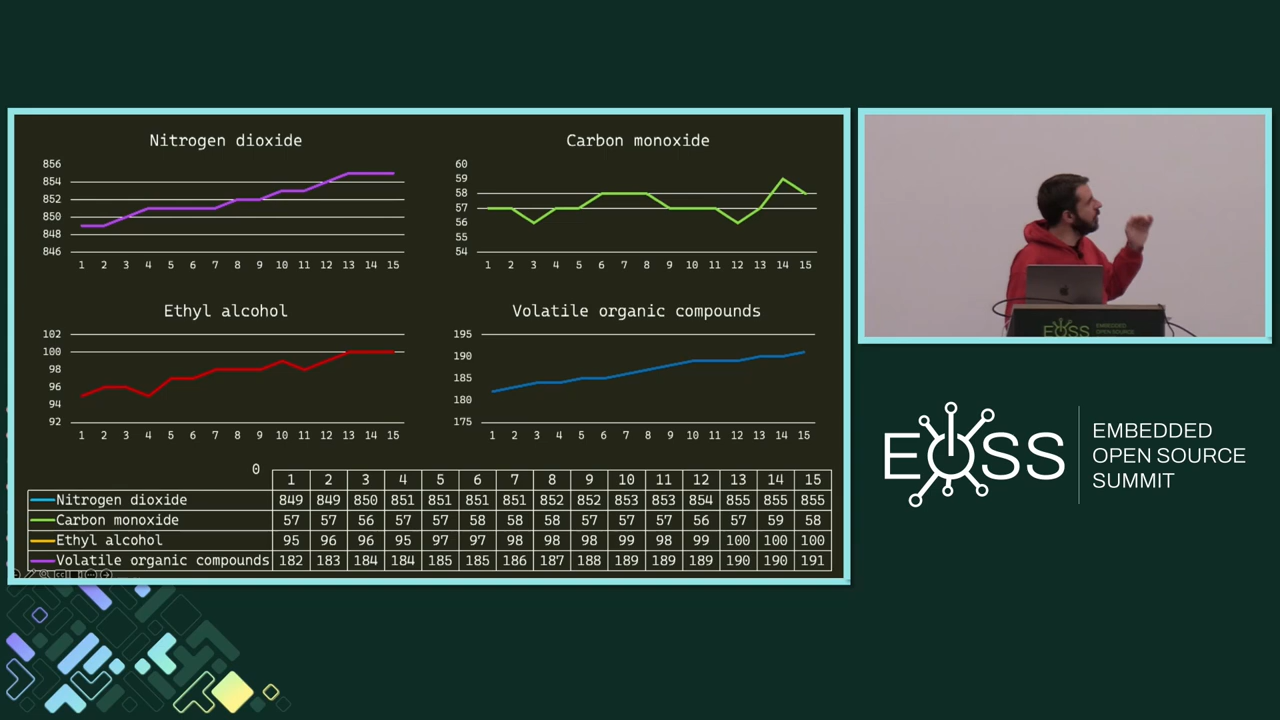 Nitrogen dioxide
856
854
852
850
848
846
1 2 3 4 5 6 7 8 9 10 11 12 13 14 15
Carbon monoxide
60
59
58
57
56
55
54
1 2 3 4 5 6 7 8 9 10 11 12 13 14 15
Ethyl alcohol
102
100
98
96
94
92
1 2 3 4 5 6 7 8 9 10 11 12 13 14 15
Volatile organic compounds
195
190
185
180
175
1 2 3 4 5 6 7 8 9 10 11 12 13 14 15
0
1 2 3 4 5 6 7 8 9 10 11 12 13 14 15
Nitrogen dioxide 849 849 850 851 851 851 851 852 852 853 853 854 855 855 855
Carbon monoxide 57 57 56 57 57 58 58 58 57 57 57 56 57 59 58
Ethyl alcohol 95 96 96 95 97 97 98 98 98 99 98 99 100 100 100
Volatile organic compounds 182 183 184 184 185 185 186 187 188 189 189 189 190 190 191
EOSS
EMBEDDED
OPEN SOURCE
EOSS
EMBEDDED
OPEN SOURCE
SUMMIT